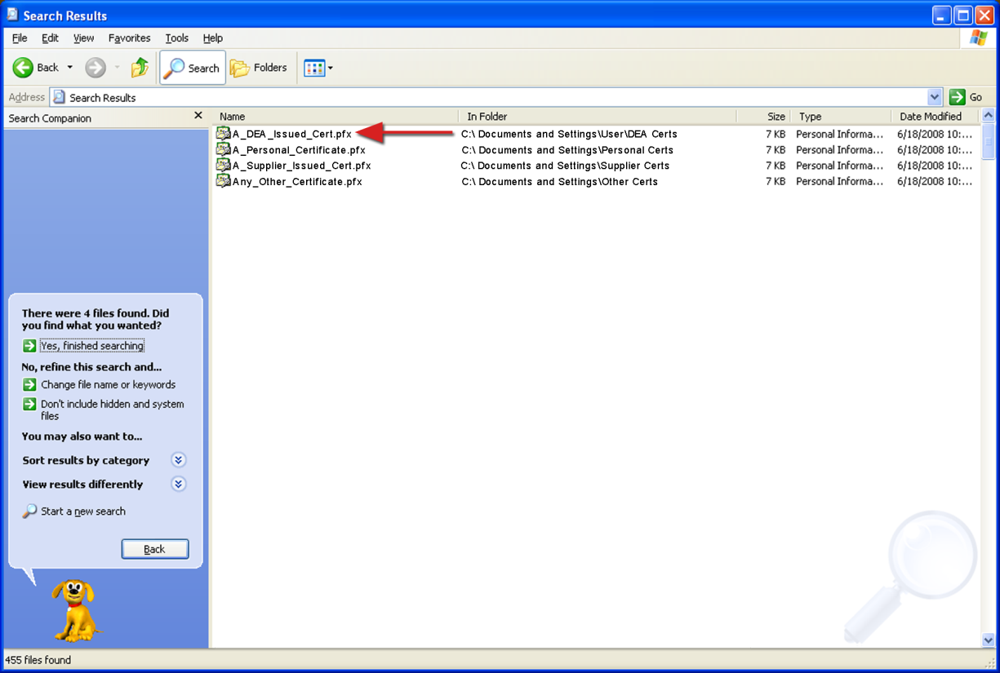 Search Results
File Edit View Favorites Tools Help
Back Search Folders
Address Search Results Go
Search Companion
Name In Folder Size Type Date Modified
A_DEA_Issued_Cert.pfx C:\ Documents and Settings\User\DEA Certs 7 KB Personal Informa... 6/18/2008 10:...
A_Personal_Certificate.pfx C:\ Documents and Settings\Personal Certs 7 KB Personal Informa... 6/18/2008 10:...
A_Supplier_Issued_Cert.pfx C:\ Documents and Settings\Supplier Certs 7 KB Personal Informa... 6/18/2008 10:...
Any_Other_Certificate.pfx C:\ Documents and Settings\Other Certs 7 KB Personal Informa... 6/18/2008 10:...
There were 4 files found. Did
you find what you wanted?
Yes, finished searching
No, refine this search and...
Change file name or keywords
Don't include hidden and system
files
You may also want to...
Sort results by category
View results differently
Start a new search
Back
455 files found